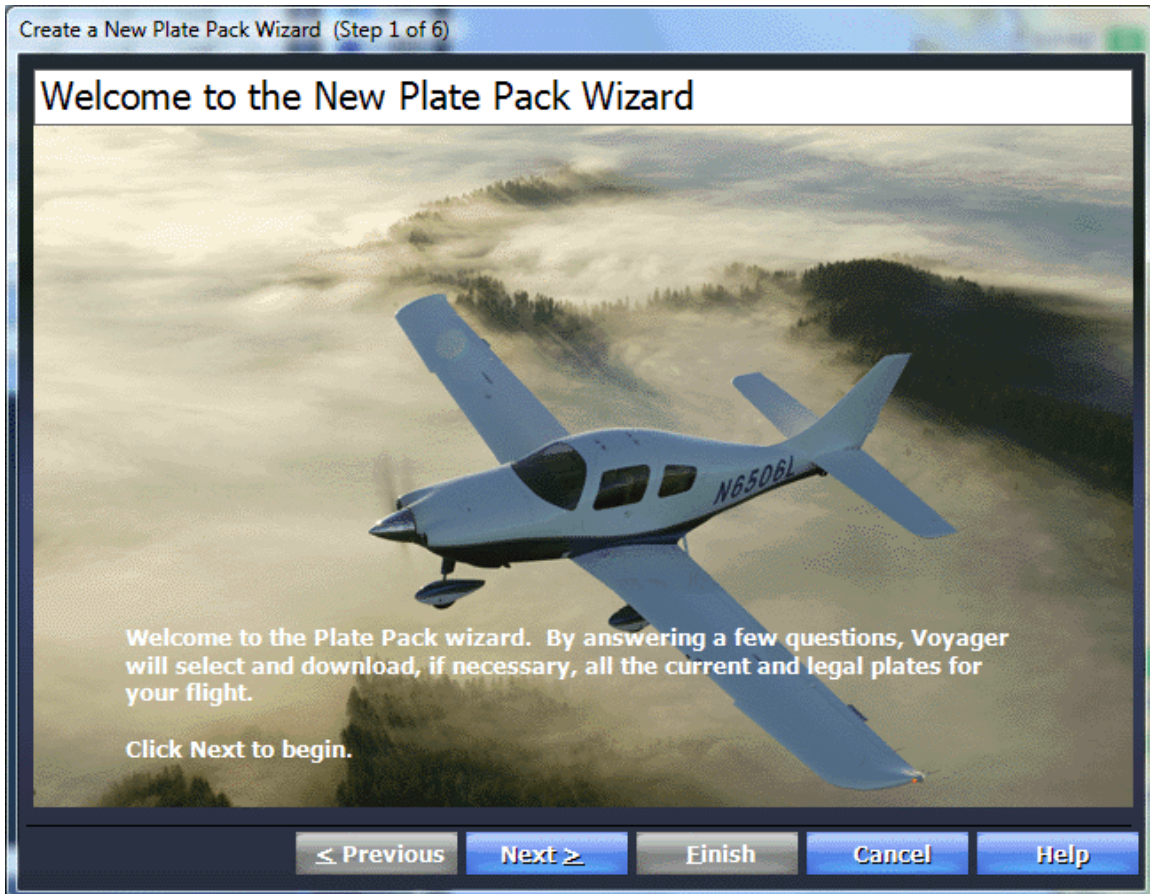 Create a New Plate Pack Wizard (Step 1 of 6)
Welcome to the New Plate Pack Wizard
N6506L
Welcome to the Plate Pack wizard. By answering a few questions, Voyager
will select and download, if necessary, all the current and legal plates for
your flight.
Click Next to begin.
< Previous
Next >
Finish
Cancel
Help